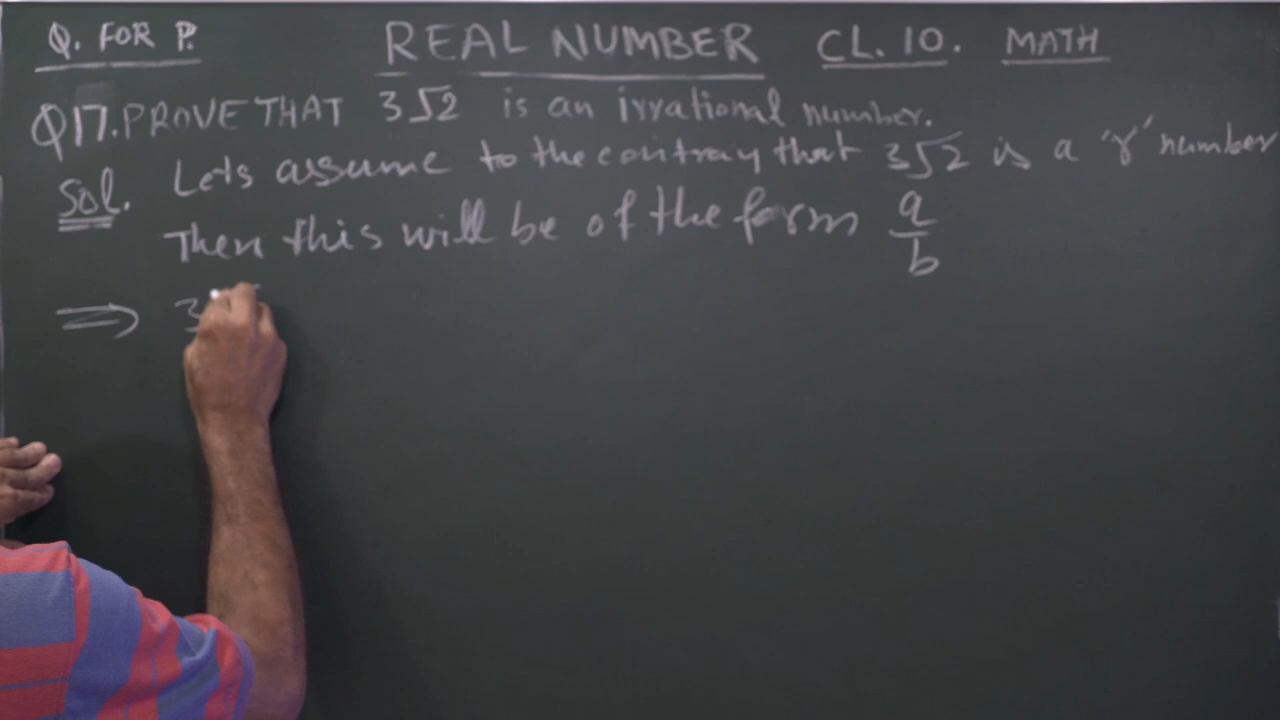 Q. FOR P. REAL NUMBER CL. 10. MATH
Q17. PROVE THAT 3√2 is an irrational number.
Sol. Lets assume to the contray that 3√2 is a 'r' number
Then this will be of the form a/b
⇒ 3